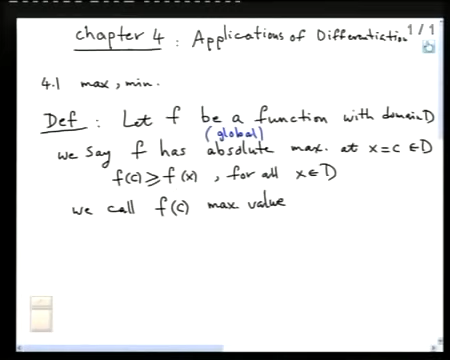 1 / 1
chapter 4 : Applications of Differentiation
4.1 max, min.
Def : Let f be a function with domain D
(global)
we say f has absolute max. at x=c ∈D
f(c)⩾f(x) , for all x∈D
we call f(c) max value